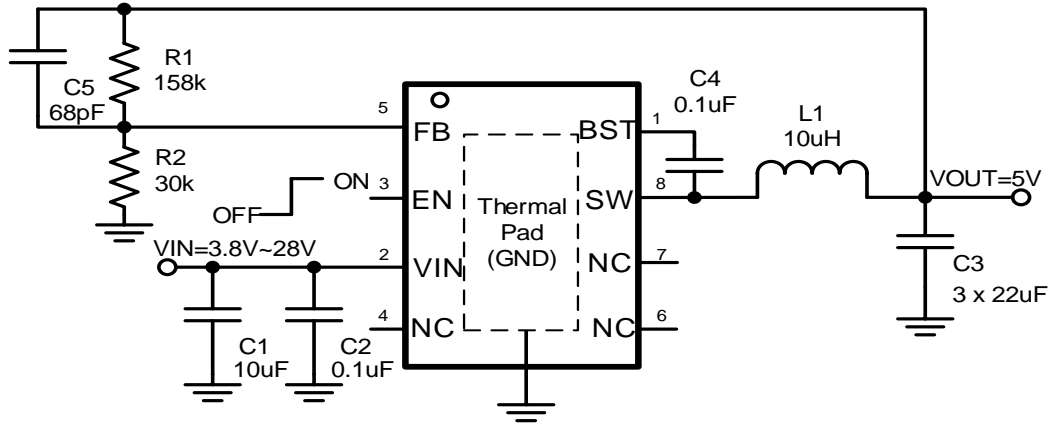 R1
158k
C5
68pF
R2
30k
C4
0.1uF
L1
10uH
5
FB
BST
1
ON
3
EN
SW
8
OFF
Thermal
Pad
(GND)
VOUT=5V
VIN=3.8V~28V
2
VIN
NC
7
C3
3 x 22uF
4
NC
NC
6
C1
10uF
C2
0.1uF